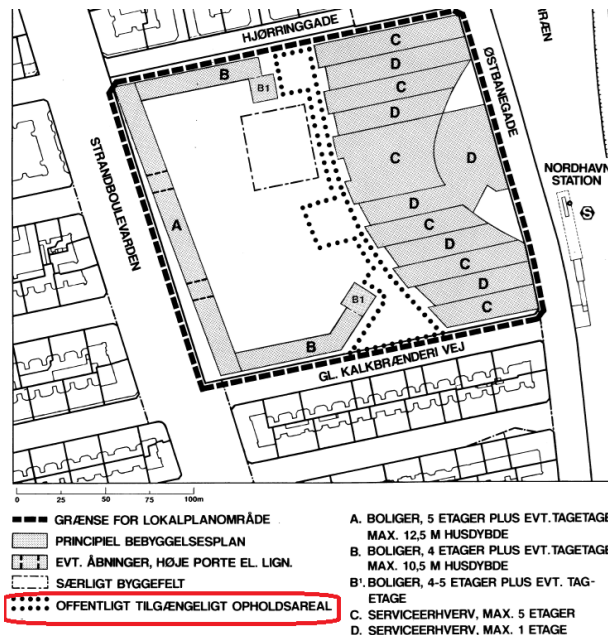 HJØRRINGGADE
ØSTBANEGADE
C
D
B
B1
C
D
STRANDBOULEVARDEN
C
D
NORDHAVN
STATION
S
A
D
C
D
C
B1
D
B
C
GL. KALKBRÆNDERI VEJ
0 25 50 75 100m
GRÆNSE FOR LOKALPLANOMRÅDE
PRINCIPIEL BEBYGGELSESPLAN
EVT. ÅBNINGER, HØJE PORTE EL. LIGN.
SÆRLIGT BYGGEFELT
OFFENTLIGT TILGÆNGELIGT OPHOLDSAREAL
A. BOLIGER, 5 ETAGER PLUS EVT. TAGETAGE
MAX. 12,5 M HUSDYBDE
B. BOLIGER, 4 ETAGER PLUS EVT. TAGETAGE
MAX. 10,5 M HUSDYBDE
B¹. BOLIGER, 4-5 ETAGER PLUS EVT. TAG-
ETAGE
C. SERVICEERHVERV, MAX. 5 ETAGER
D. SERVICEERHVERV, MAX. 1 ETAGE